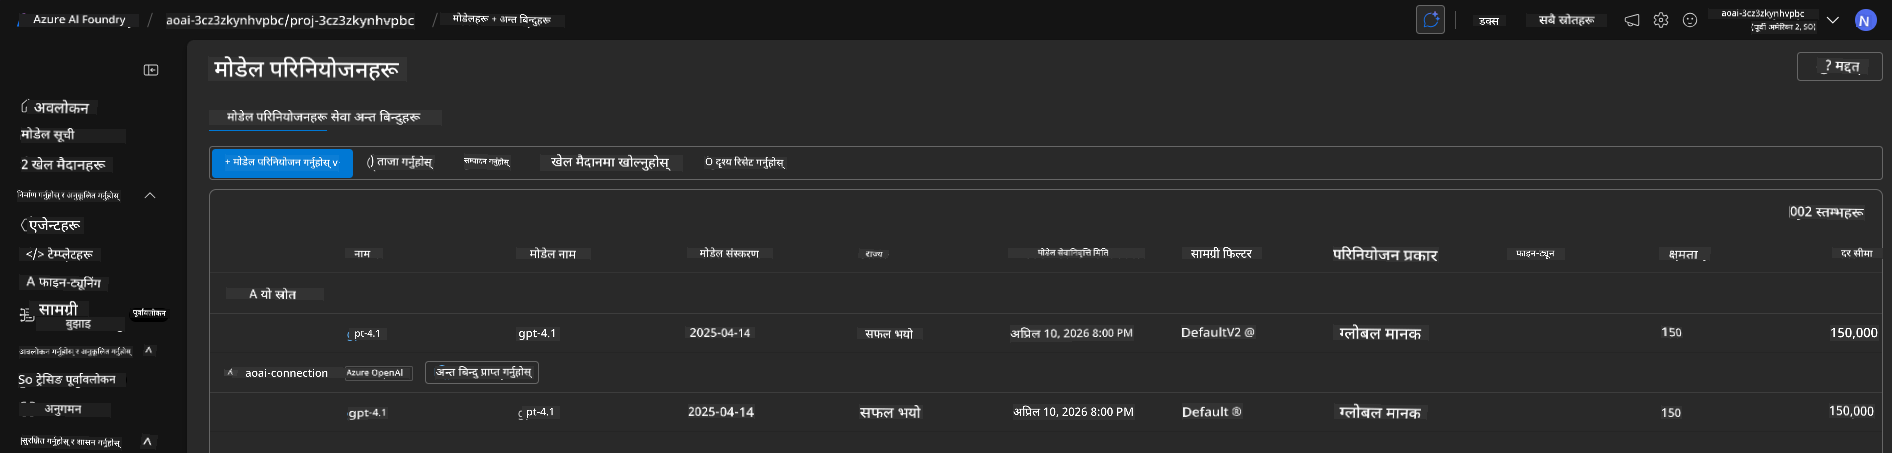 Azure AI Foundry / aoai-3cz3zkynhvpbc/proj-3cz3zkynhvpbc / मोडेलहरू + अन्त बिन्दुहरू
डक्स सबै स्रोतहरू aoai-3cz3zkynhvpbc
(पूर्वी अमेरिका 2, S0)
N
मोडेल परिनियोजनहरू
? मद्दत
अवलोकन
मोडेल सूची
2 खेल मैदानहरू
निर्माण गर्नुहोस् र अनुकूलित गर्नुहोस्
एजेन्टहरू
</> टेम्प्लेटहरू
A फाइन-ट्यूनिंग
सामग्री
बुझाइ
पूर्वावलोकन
अवलोकन गर्नुहोस् र अनुकूलित गर्नुहोस्
So ट्रेसिङ पूर्वावलोकन
अनुगमन
सुरक्षित गर्नुहोस् र शासन गर्नुहोस्
मोडेल परिनियोजनहरू सेवा अन्त बिन्दुहरू
+ मोडेल परिनियोजन गर्नुहोस् v ताजा गर्नुहोस् सम्पादन गर्नुहोस् खेल मैदानमा खोल्नुहोस् O दृश्य रिसेट गर्नुहोस्
002 स्तम्भहरू
नाम मोडेल नाम मोडेल संस्करण राज्य मोडेल सेवानिवृत्ति मिति सामग्री फिल्टर परिनियोजन प्रकार फाइन-ट्यून क्षमता दर सीमा
A यो स्रोत
gpt-4.1 gpt-4.1 2025-04-14 सफल भयो अप्रिल 10, 2026 8:00 PM DefaultV2 @ ग्लोबल मानक 150 150,000
A aoai-connection Azure OpenAI अन्त बिन्दु प्राप्त गर्नुहोस्
gpt-4.1 gpt-4.1 2025-04-14 सफल भयो अप्रिल 10, 2026 8:00 PM Default ® ग्लोबल मानक 150 150,000